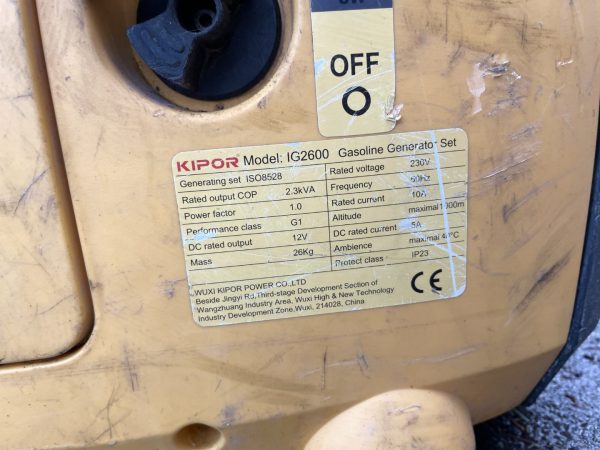 OFF
KIPOR Model: IG2600 Gasoline Generator Set
Generating set ISO8528
Rated output COP 2.3kVA
Power factor 1.0
Performance class G1
DC rated output 12V
Mass 26Kg
Rated voltage 230V
Frequency
Rated current 10A
Altitude maximal
DC rated current 5A
Ambience maximal
Protect class IP23
WUXI KIPOR POWER CO.,LTD
Beside Jingyi Rd,Third-stage Development Section of
Wangzhuang Industry Area, Wuxi High & New Technology
Industry Development Zone,Wuxi, 214028, China
CE